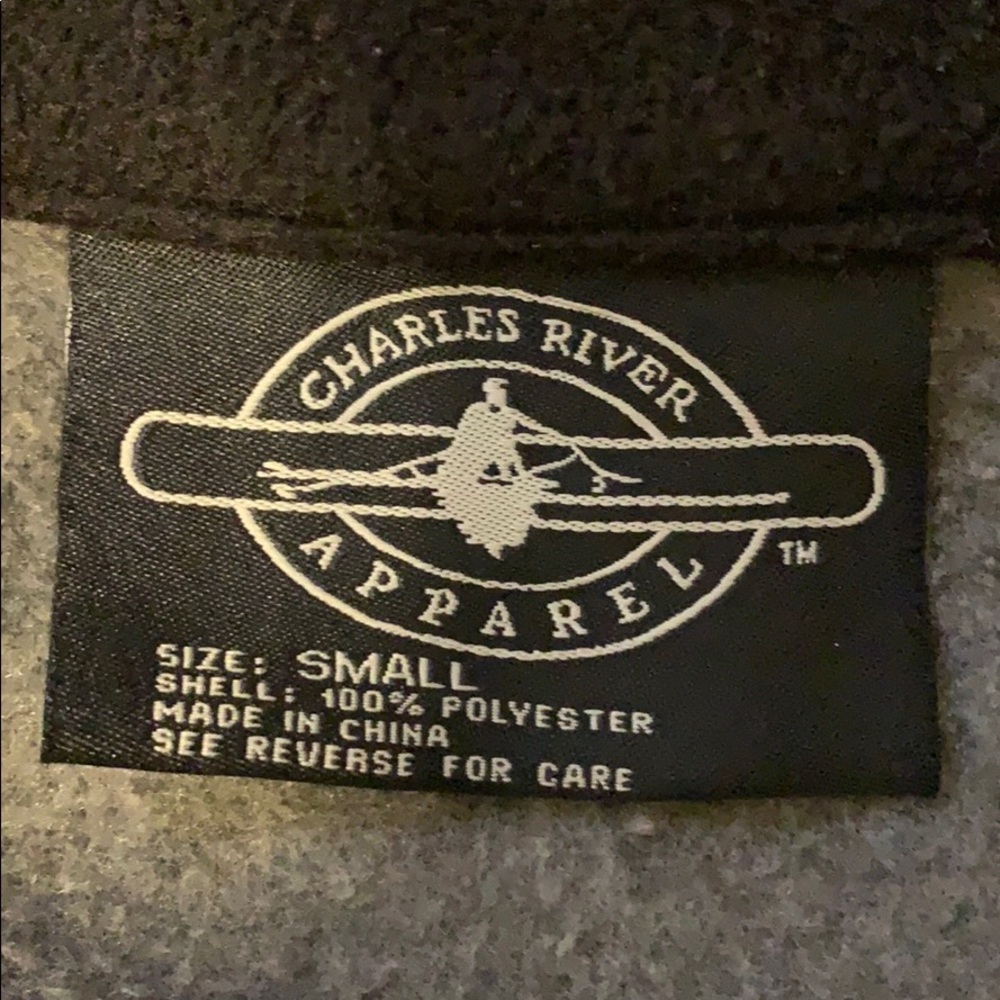 CHARLES RIVER
APPAREL
TM
SIZE: SMALL
SHELL: 100% POLYESTER
MADE IN CHINA
SEE REVERSE FOR CARE